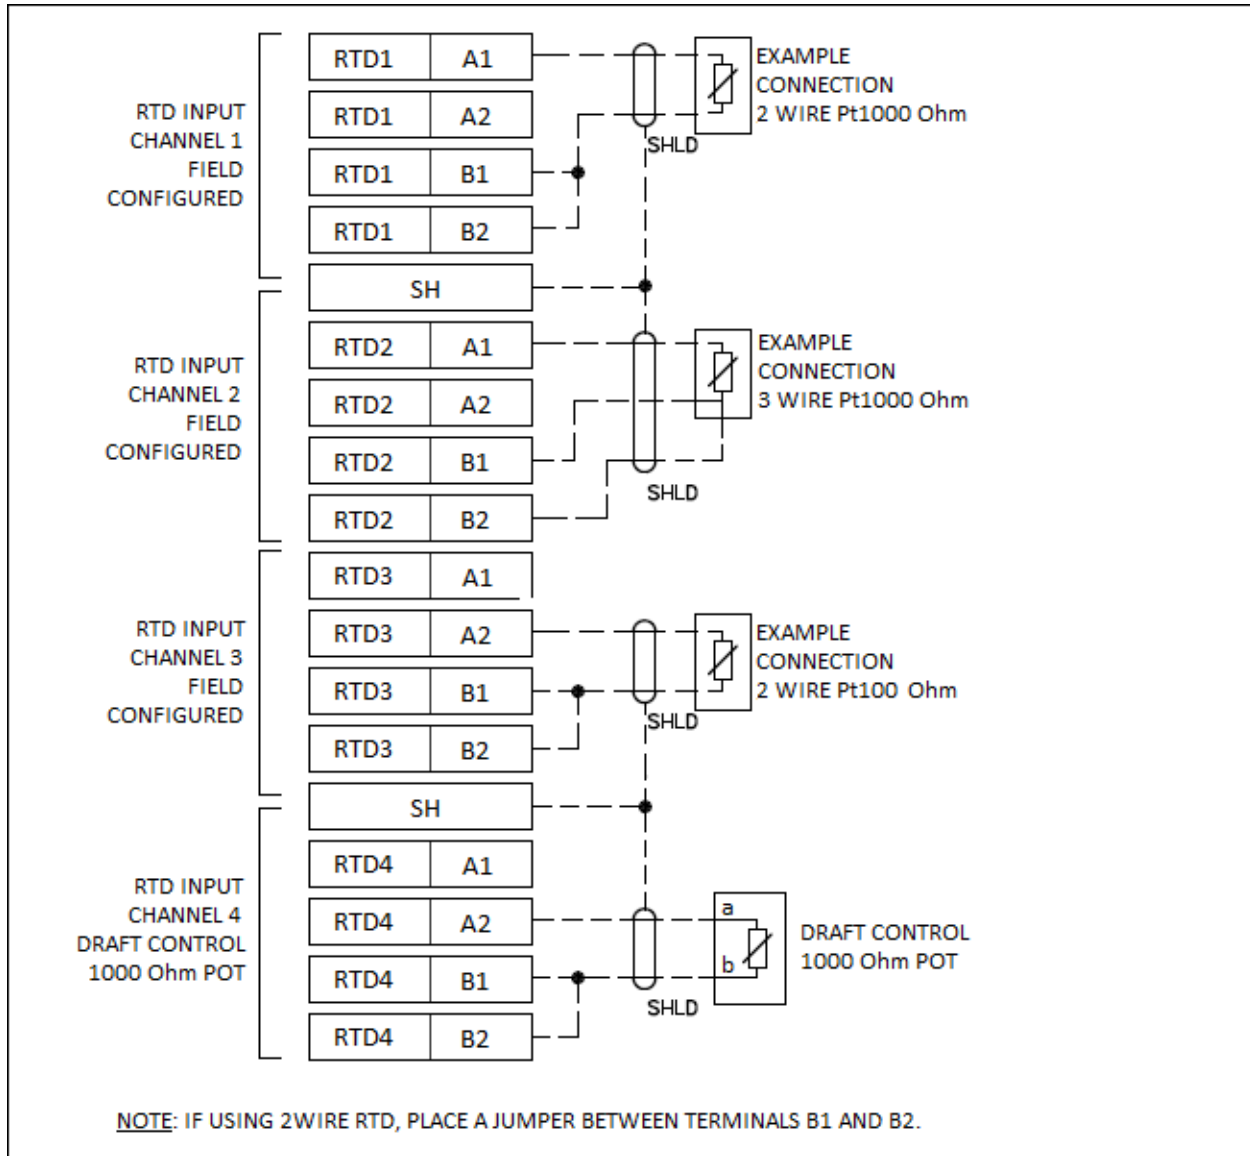 RTD INPUT
CHANNEL 1
FIELD
CONFIGURED
RTD1 A1
RTD1 A2
RTD1 B1
RTD1 B2
SHLD
EXAMPLE
CONNECTION
2 WIRE Pt1000 Ohm
SH
RTD INPUT
CHANNEL 2
FIELD
CONFIGURED
RTD2 A1
RTD2 A2
RTD2 B1
RTD2 B2
SHLD
EXAMPLE
CONNECTION
3 WIRE Pt1000 Ohm
RTD INPUT
CHANNEL 3
FIELD
CONFIGURED
RTD3 A1
RTD3 A2
RTD3 B1
RTD3 B2
SHLD
EXAMPLE
CONNECTION
2 WIRE Pt100 Ohm
SH
RTD INPUT
CHANNEL 4
DRAFT CONTROL
1000 Ohm POT
RTD4 A1
RTD4 A2
RTD4 B1
RTD4 B2
SHLD
a
b
DRAFT CONTROL
1000 Ohm POT
NOTE: IF USING 2WIRE RTD, PLACE A JUMPER BETWEEN TERMINALS B1 AND B2.